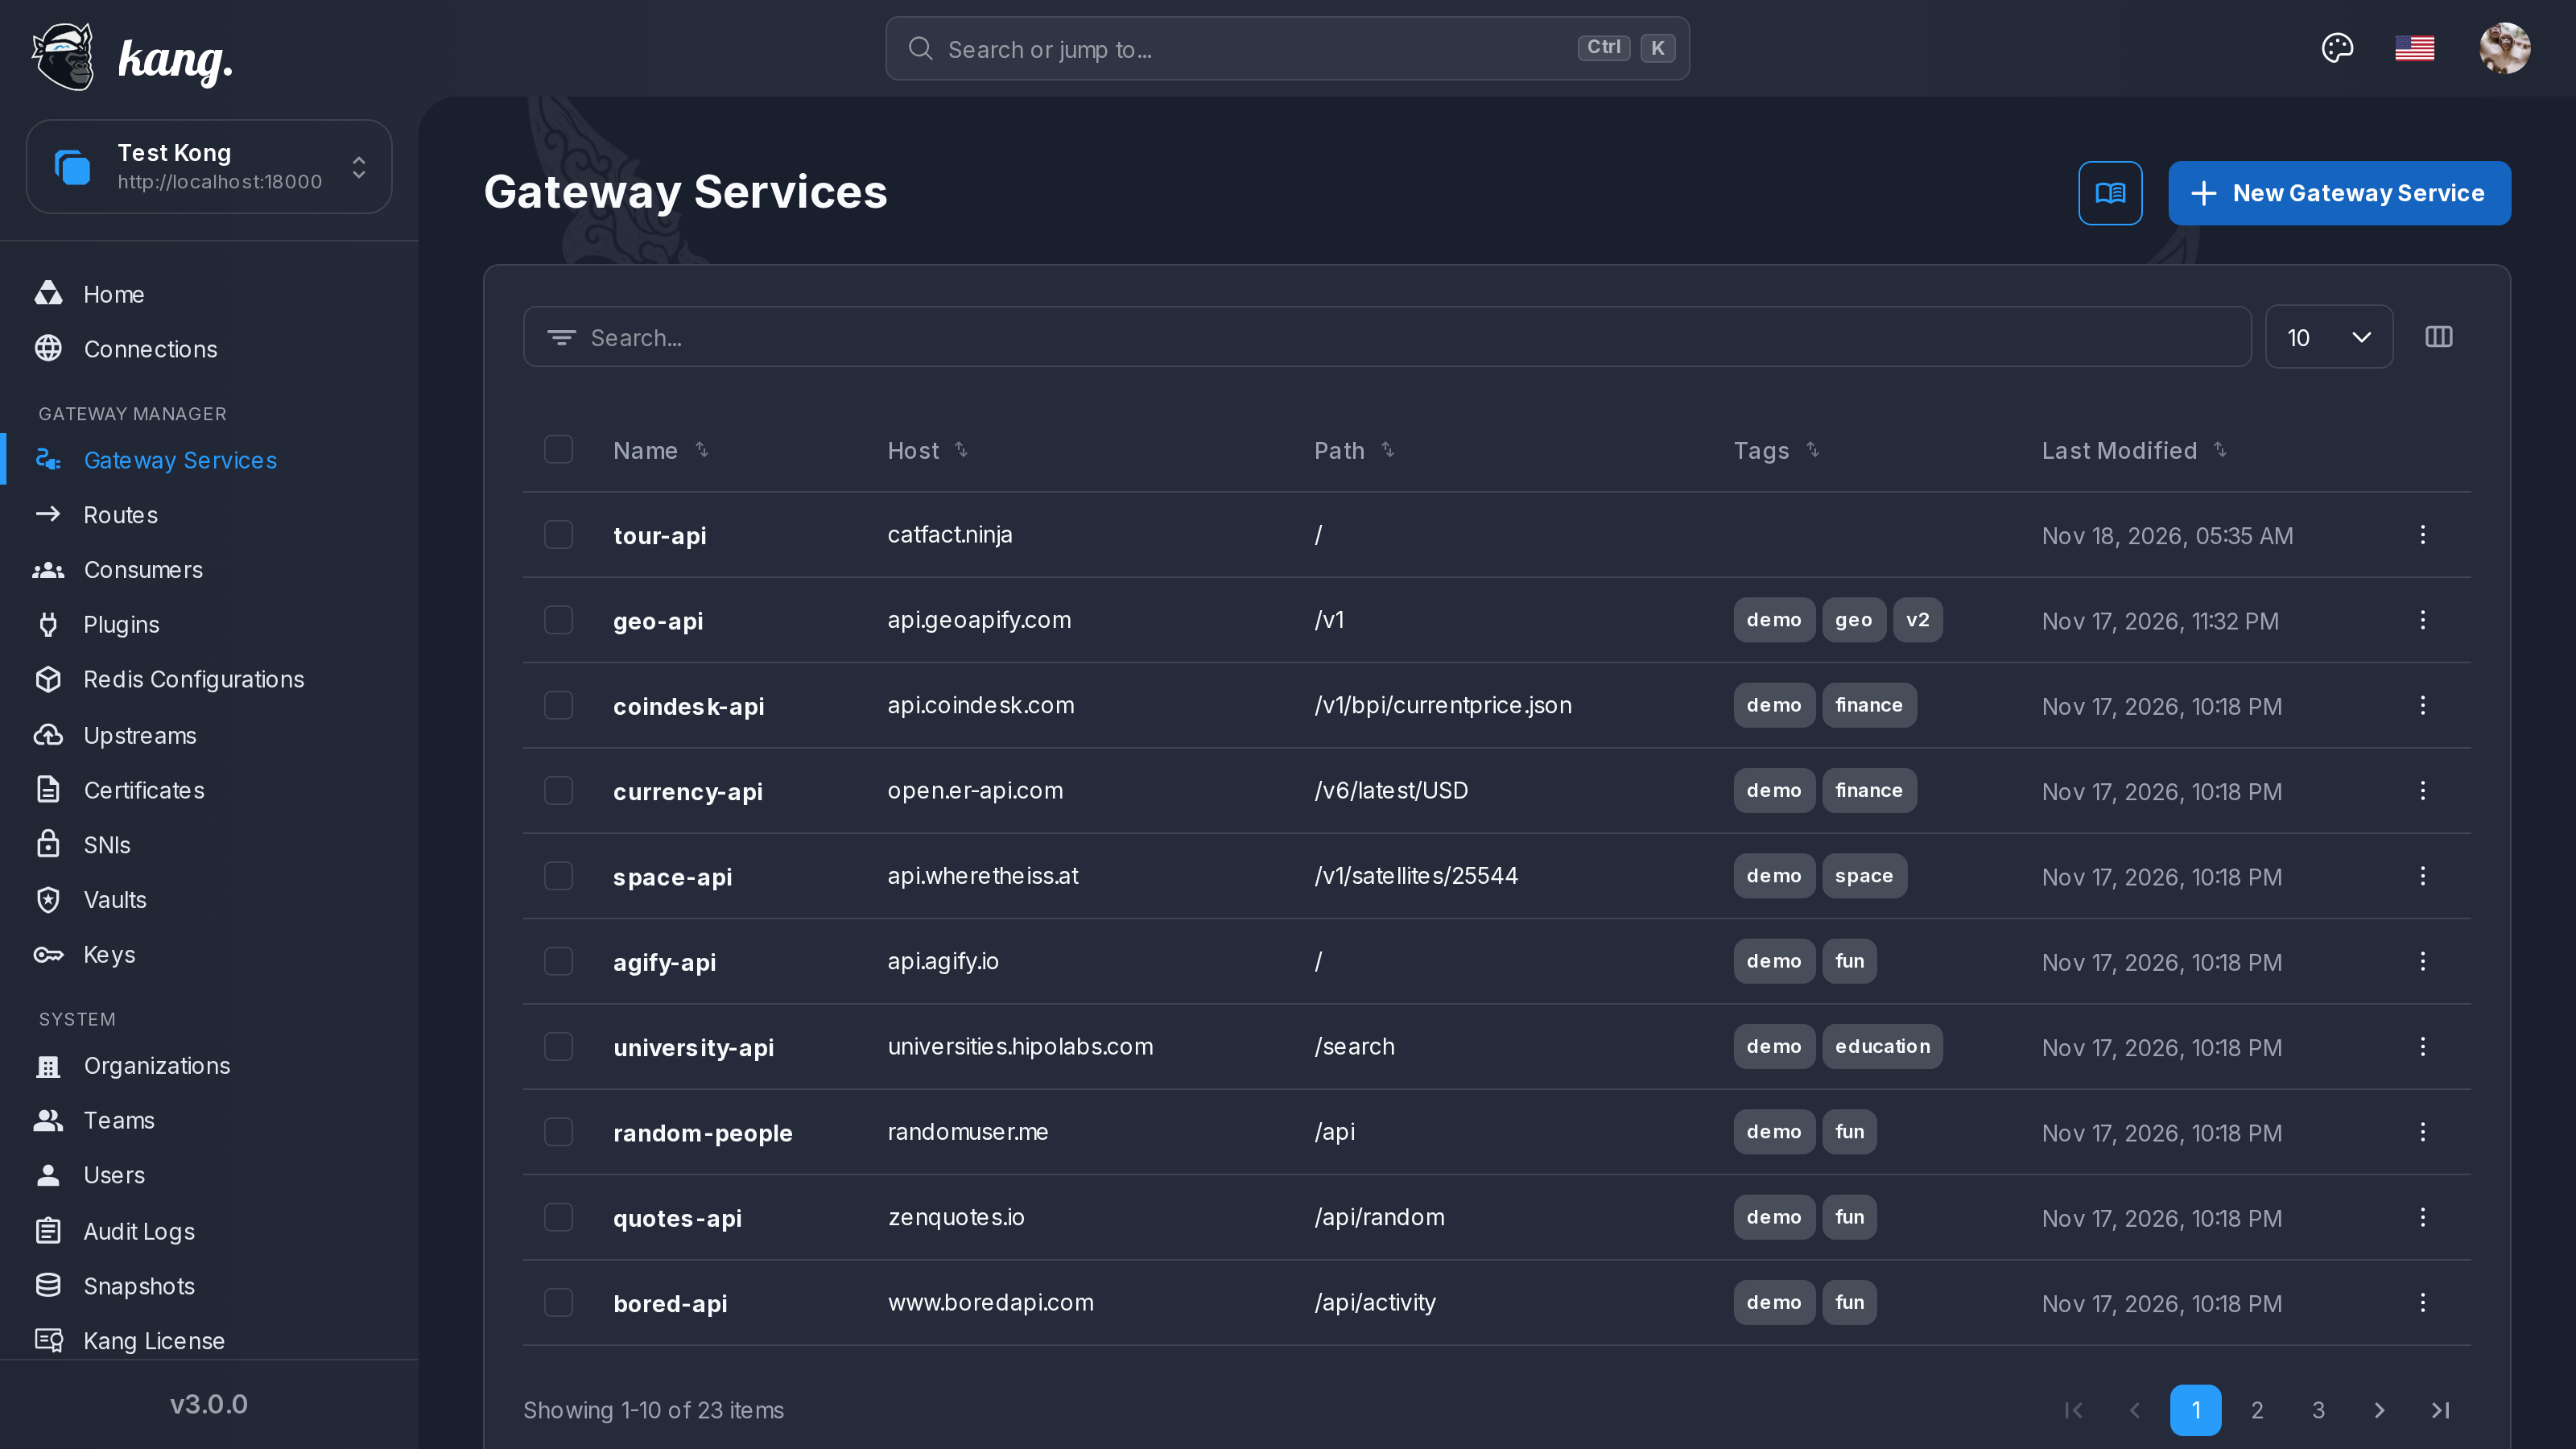 kang.
Search or jump to...
Ctrl K
Test Kong
http://localhost:18000
Home
Connections
GATEWAY MANAGER
Gateway Services
Routes
Consumers
Plugins
Redis Configurations
Upstreams
Certificates
SNIs
Vaults
Keys
SYSTEM
Organizations
Teams
Users
Audit Logs
Snapshots
Kang License
v3.0.0
Gateway Services
New Gateway Service
Search...
10
Name Host Path Tags Last Modified
tour-api catfact.ninja / Nov 18, 2026, 05:35 AM
geo-api api.geoapify.com /v1 demo geo v2 Nov 17, 2026, 11:32 PM
coindesk-api api.coindesk.com /v1/bpi/currentprice.json demo finance Nov 17, 2026, 10:18 PM
currency-api open.er-api.com /v6/latest/USD demo finance Nov 17, 2026, 10:18 PM
space-api api.wheretheiss.at /v1/satellites/25544 demo space Nov 17, 2026, 10:18 PM
agify-api api.agify.io / demo fun Nov 17, 2026, 10:18 PM
university-api universities.hipolabs.com /search demo education Nov 17, 2026, 10:18 PM
random-people randomuser.me /api demo fun Nov 17, 2026, 10:18 PM
quotes-api zenquotes.io /api/random demo fun Nov 17, 2026, 10:18 PM
bored-api www.boredapi.com /api/activity demo fun Nov 17, 2026, 10:18 PM
Showing 1-10 of 23 items
1 2 3